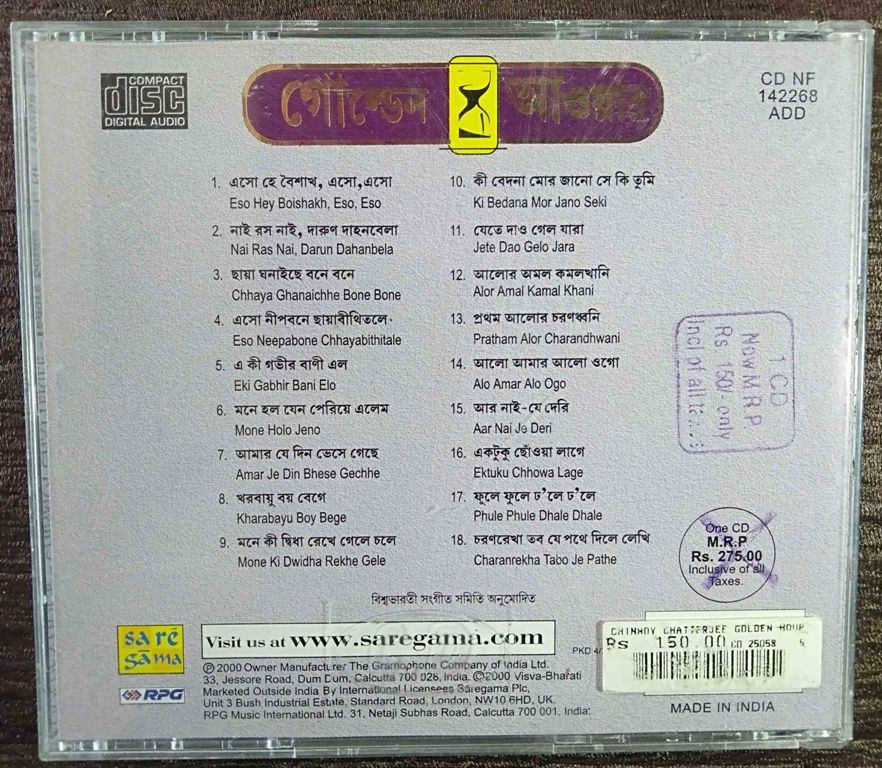 COMPACT
disc
DIGITAL AUDIO
গোল্ডেন আওয়ার
CD NF
142268
ADD
1. এসো হে বৈশাখ, এসো, এসো
Eso Hey Boishakh, Eso, Eso
2. নাই রস নাই, দারুণ দাহনবেলা
Nai Ras Nai, Darun Dahanbela
3. ছায়া ঘনাইছে বনে বনে
Chhaya Ghanaichhe Bone Bone
4. এসো নীপবনে ছায়াবীথিতলে
Eso Neepabone Chhayabithitale
5. এ কী গভীর বাণী এল
Eki Gabhir Bani Elo
6. মনে হল যেন পেরিয়ে এলেম
Mone Holo Jeno
7. আমার যে দিন ভেসে গেছে
Amar Je Din Bhese Gechhe
8. খরবায়ু বয় বেগে
Kharabayu Boy Bege
9. মনে কী দ্বিধা রেখে গেলে চলে
Mone Ki Dwidha Rekhe Gele
10. কী বেদনা মোর জানো সে কি তুমি
Ki Bedana Mor Jano Seki
11. যেতে দাও গেল যারা
Jete Dao Gelo Jara
12. আলোর অমল কমলখানি
Alor Amal Kamal Khani
13. প্রথম আলোর চরণধ্বনি
Pratham Alor Charandhwani
14. আলো আমার আলো ওগো
Alo Amar Alo Ogo
15. আর নাই-যে দেরি
Aar Nai Je Deri
16. একটুকু ছোঁওয়া লাগে
Ektuku Chhowa Lage
17. ফুলে ফুলে ঢ'লে ঢ'লে
Phule Phule Dhale Dhale
18. চরণরেখা তব যে পথে দিলে লেখি
Charanrekha Tabo Je Pathe
1 CD
Now M.R.P
Rs 150/- only
Incl of all taxes
One CD
M.R.P
Rs. 275.00
Inclusive of all
Taxes.
বিশ্বভারতী সংগীত সমিতি অনুমোদিত
sa rē
gāma
RPG
Visit us at www.saregama.com
PKD 4/
℗ 2000 Owner Manufacturer The Gramophone Company of India Ltd.
33, Jessore Road, Dum Dum, Calcutta 700 028, India. ©2000 Visva-Bharati
Marketed Outside India By International Licensees Saregama Plc,
Unit 3 Bush Industrial Estate, Standard Road, London, NW10 6HD, UK.
RPG Music International Ltd. 31, Netaji Subhas Road, Calcutta 700 001. India.
CHINMOY CHATTERJEE GOLDEN HOUR
Rs 150.00 CD 25058 5
MADE IN INDIA